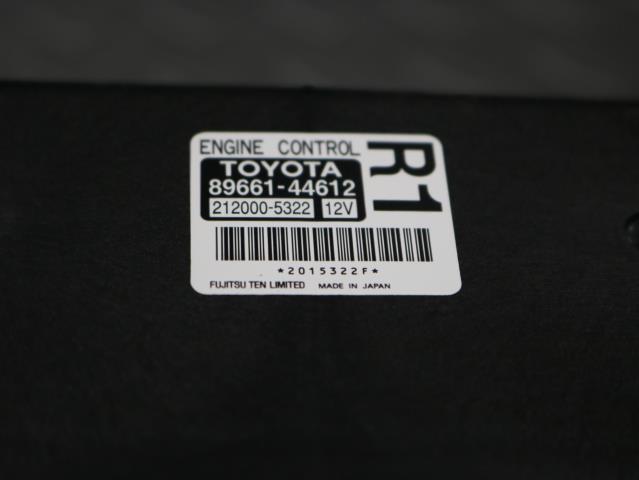 ENGINE CONTROL
R1
TOYOTA
89661-44612
212000-5322 12V
*2015322F*
FUJITSU TEN LIMITED MADE IN JAPAN